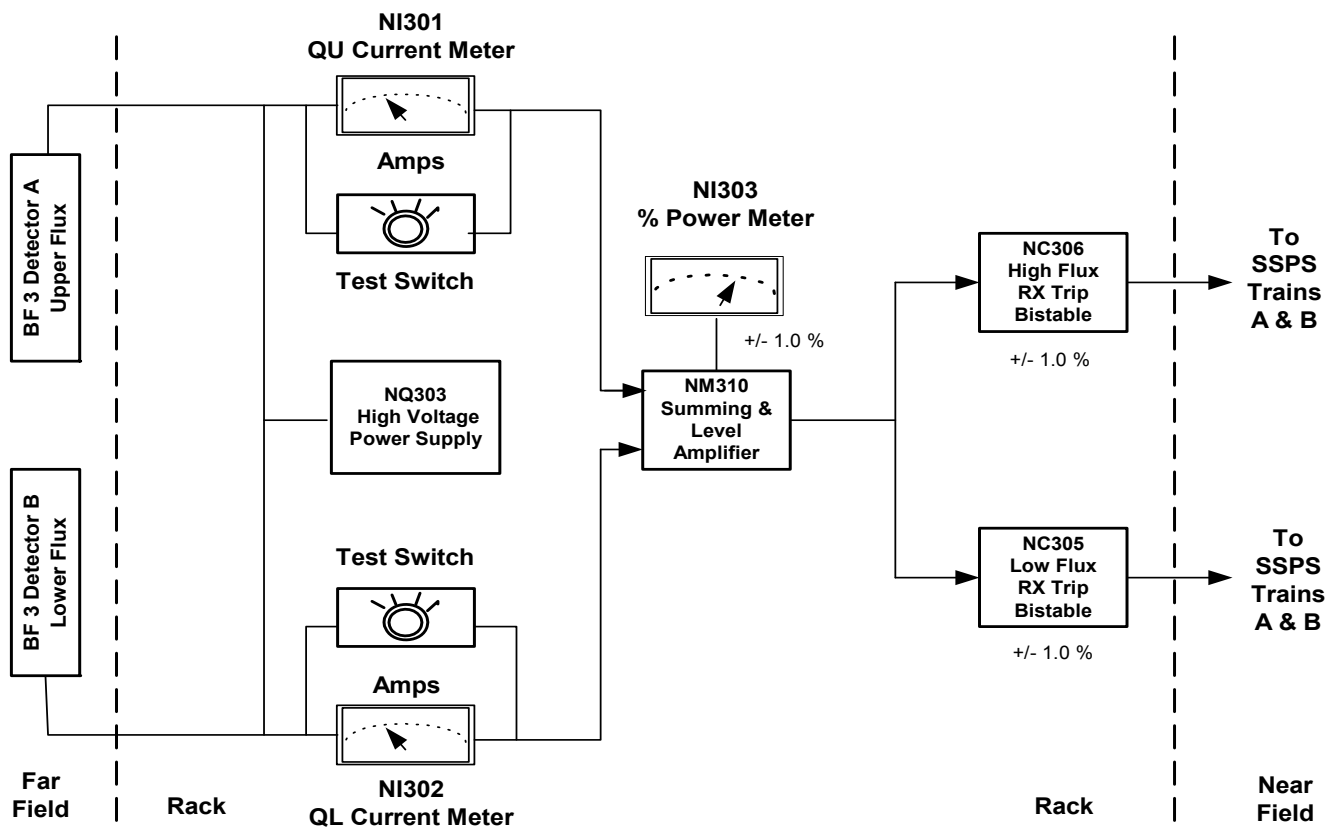 NI301
QU Current Meter
Amps
Test Switch
BF 3 Detector A
Upper Flux
NI303
% Power Meter
+/- 1.0 %
NC306
High Flux
RX Trip
Bistable
+/- 1.0 %
To
SSPS
Trains
A & B
NQ303
High Voltage
Power Supply
NM310
Summing &
Level
Amplifier
BF 3 Detector B
Lower Flux
Test Switch
Amps
NI302
QL Current Meter
NC305
Low Flux
RX Trip
Bistable
+/- 1.0 %
To
SSPS
Trains
A & B
Far
Field
Rack
Rack
Near
Field